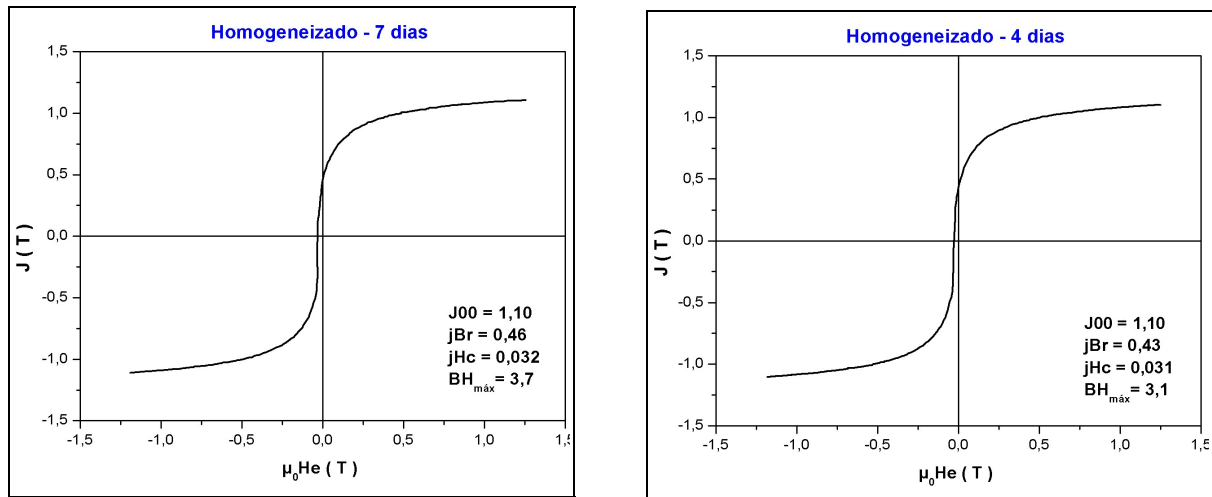 Homogeneizado - 7 dias
1,5
1,0
0,5
0,0
-0,5
-1,0
-1,5
J ( T )
J00 = 1,10
jBr = 0,46
jHc = 0,032
BHmáx = 3,7
-1,5 -1,0 -0,5 0,0 0,5 1,0 1,5
µ0He ( T )
Homogeneizado - 4 dias
1,5
1,0
0,5
0,0
-0,5
-1,0
-1,5
J ( T )
J00 = 1,10
jBr = 0,43
jHc = 0,031
BHmáx = 3,1
-1,5 -1,0 -0,5 0,0 0,5 1,0 1,5
µ0He ( T )